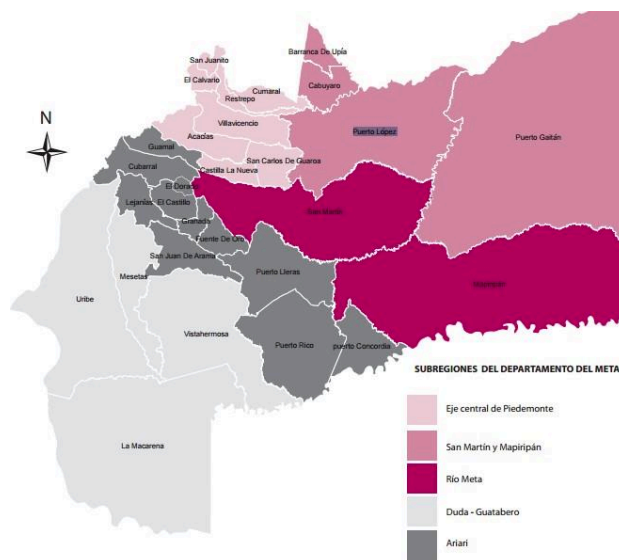 San Juanito
Barranca De Upía
El Calvario
Cabuyaro
Cumaral
Restrepo
N
Villavicencio
Puerto López
Puerto Gaitán
Acacías
Guamal
San Carlos De Guaroa
Cubarral
Castilla La Nueva
El Dorado
Lejanías
El Castillo
San Martín
Granada
Fuente De Oro
San Juan De Arama
Puerto Lleras
Mesetas
Mapiripán
Uribe
Vistahermosa
Puerto Rico
puerto Concordia
SUBREGIONES DEL DEPARTAMENTO DEL META
Eje central de Piedemonte
La Macarena
San Martín y Mapiripán
Río Meta
Duda - Guatabero
Ariari